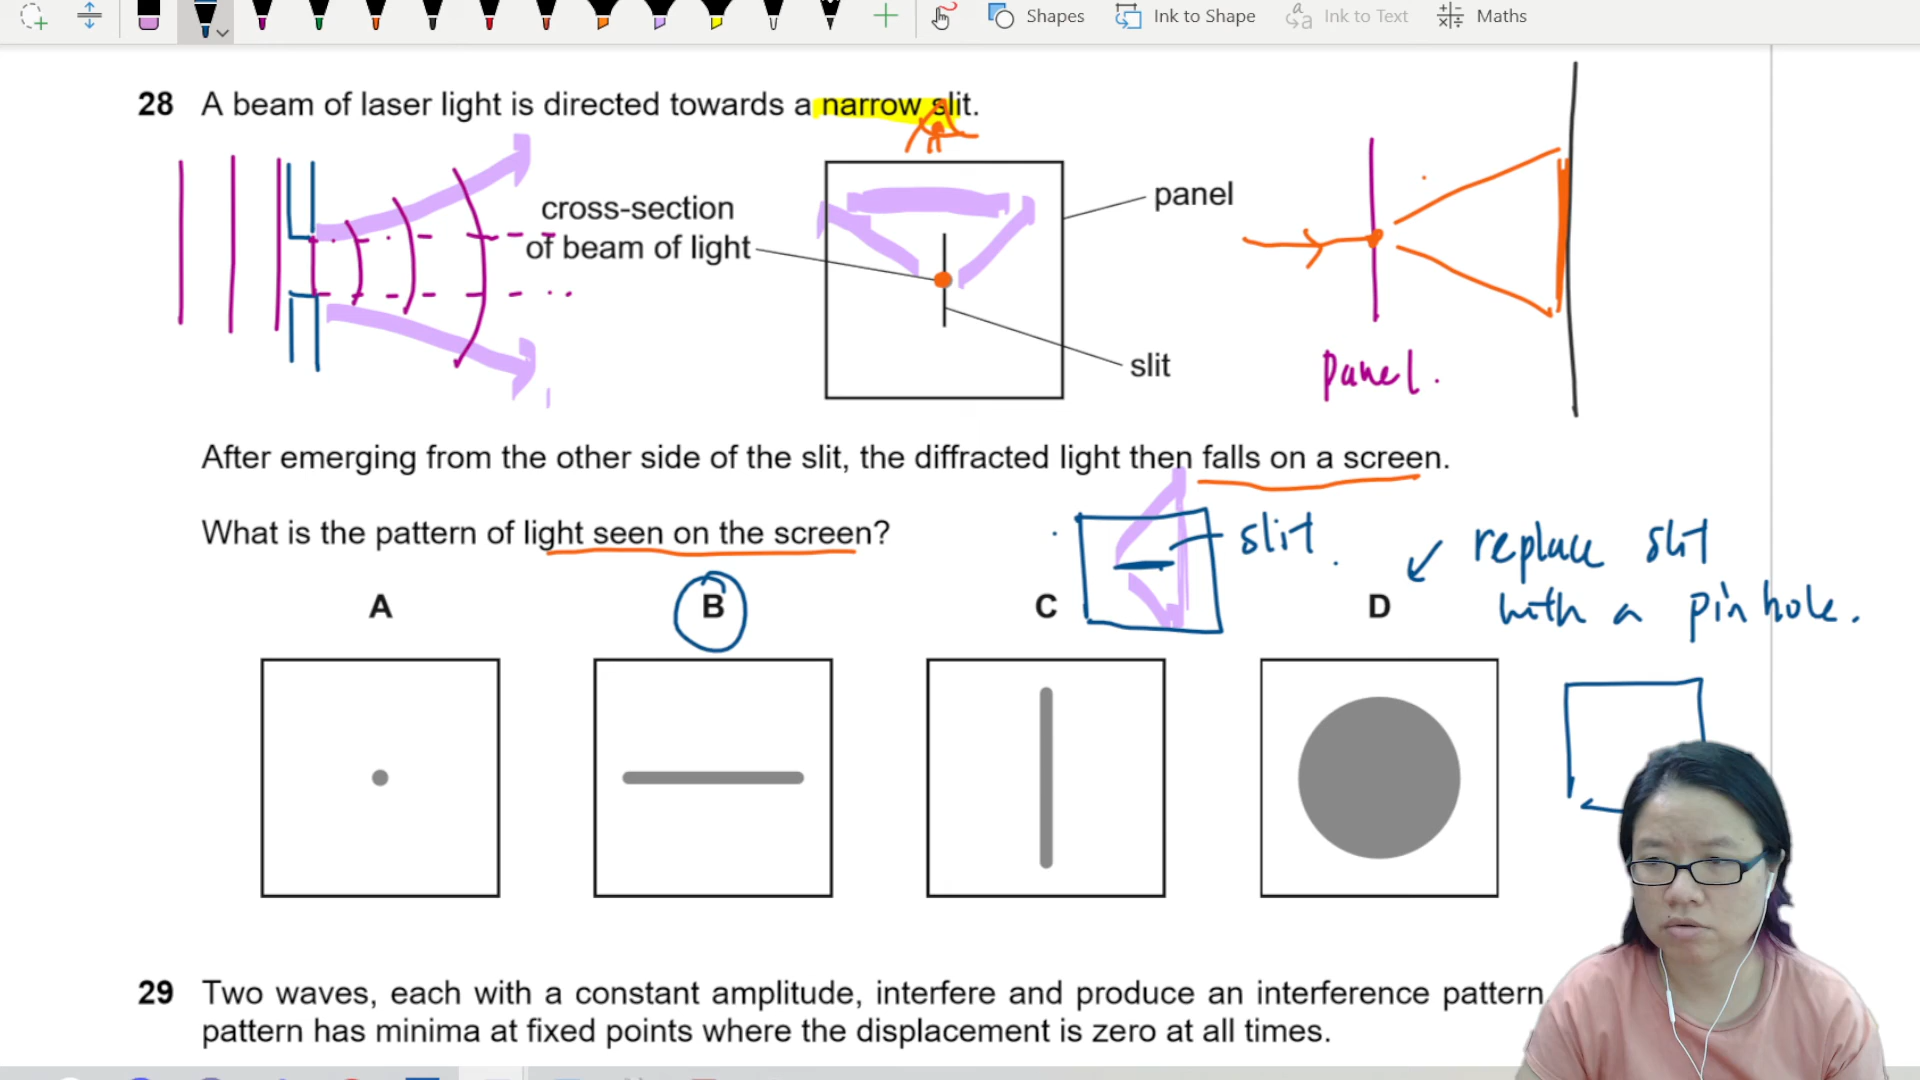 Shapes
Ink to Shape
Ink to Text
Maths
28 A beam of laser light is directed towards a narrow slit.
cross-section
of beam of light
panel
slit
Panel.
After emerging from the other side of the slit, the diffracted light then falls on a screen.
What is the pattern of light seen on the screen?
slit.
replace slit
with a pin hole.
A
B
C
D
29 Two waves, each with a constant amplitude, interfere and produce an interference pattern
pattern has minima at fixed points where the displacement is zero at all times.